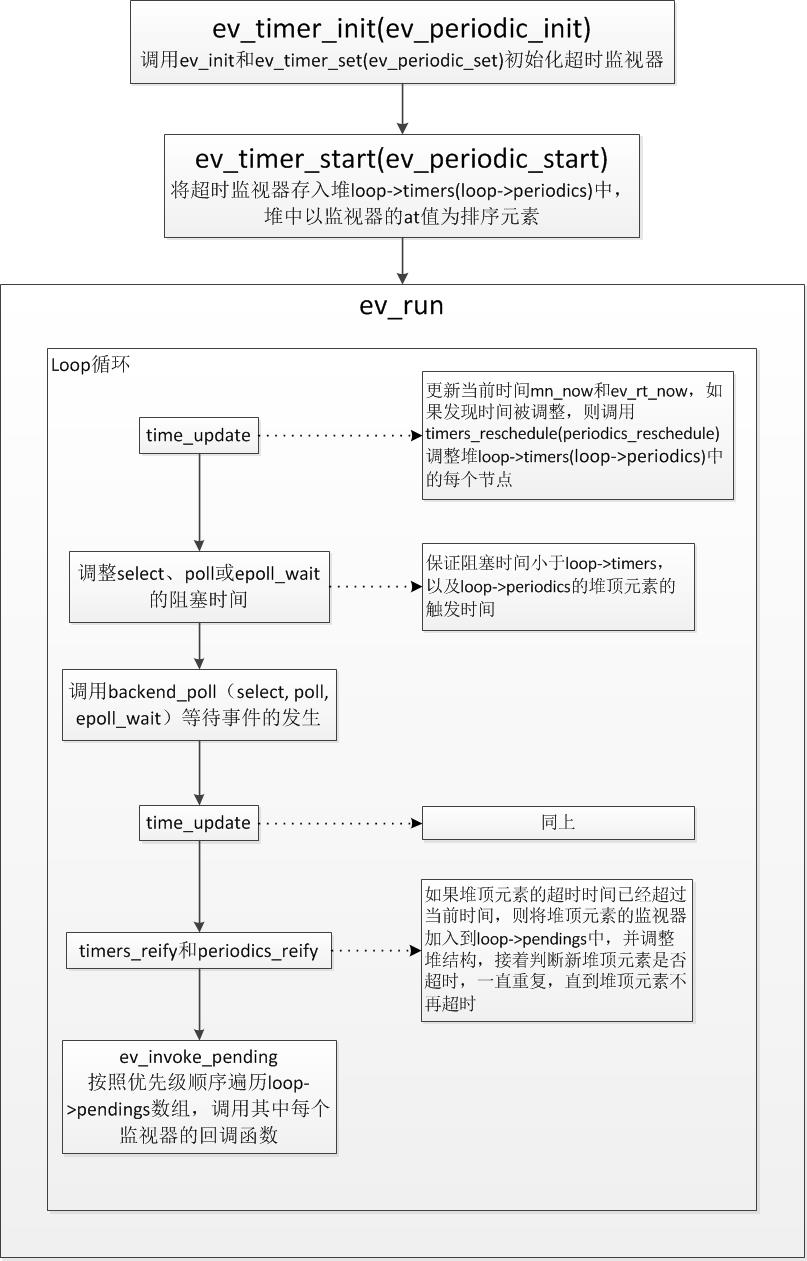 ev_timer_init(ev_periodic_init)
调用ev_init和ev_timer_set(ev_periodic_set)初始化超时监视器
ev_timer_start(ev_periodic_start)
将超时监视器存入堆loop->timers(loop->periodics)中，
堆中以监视器的at值为排序元素
ev_run
Loop循环
time_update
更新当前时间mn_now和ev_rt_now，如
果发现时间被调整，则调用
timers_reschedule(periodics_reschedule)
调整堆loop->timers(loop->periodics)中
的每个节点
调整select、poll或epoll_wait
的阻塞时间
保证阻塞时间小于loop->timers，
以及loop->periodics的堆顶元素的
触发时间
调用backend_poll（select, poll,
epoll_wait）等待事件的发生
time_update
同上
timers_reify和periodics_reify
如果堆顶元素的超时时间已经超过
当前时间，则将堆顶元素的监视器
加入到loop->pendings中，并调整
堆结构，接着判断新堆顶元素是否
超时，一直重复，直到堆顶元素不
再超时
ev_invoke_pending
按照优先级顺序遍历loop-
>pendings数组，调用其中每个
监视器的回调函数